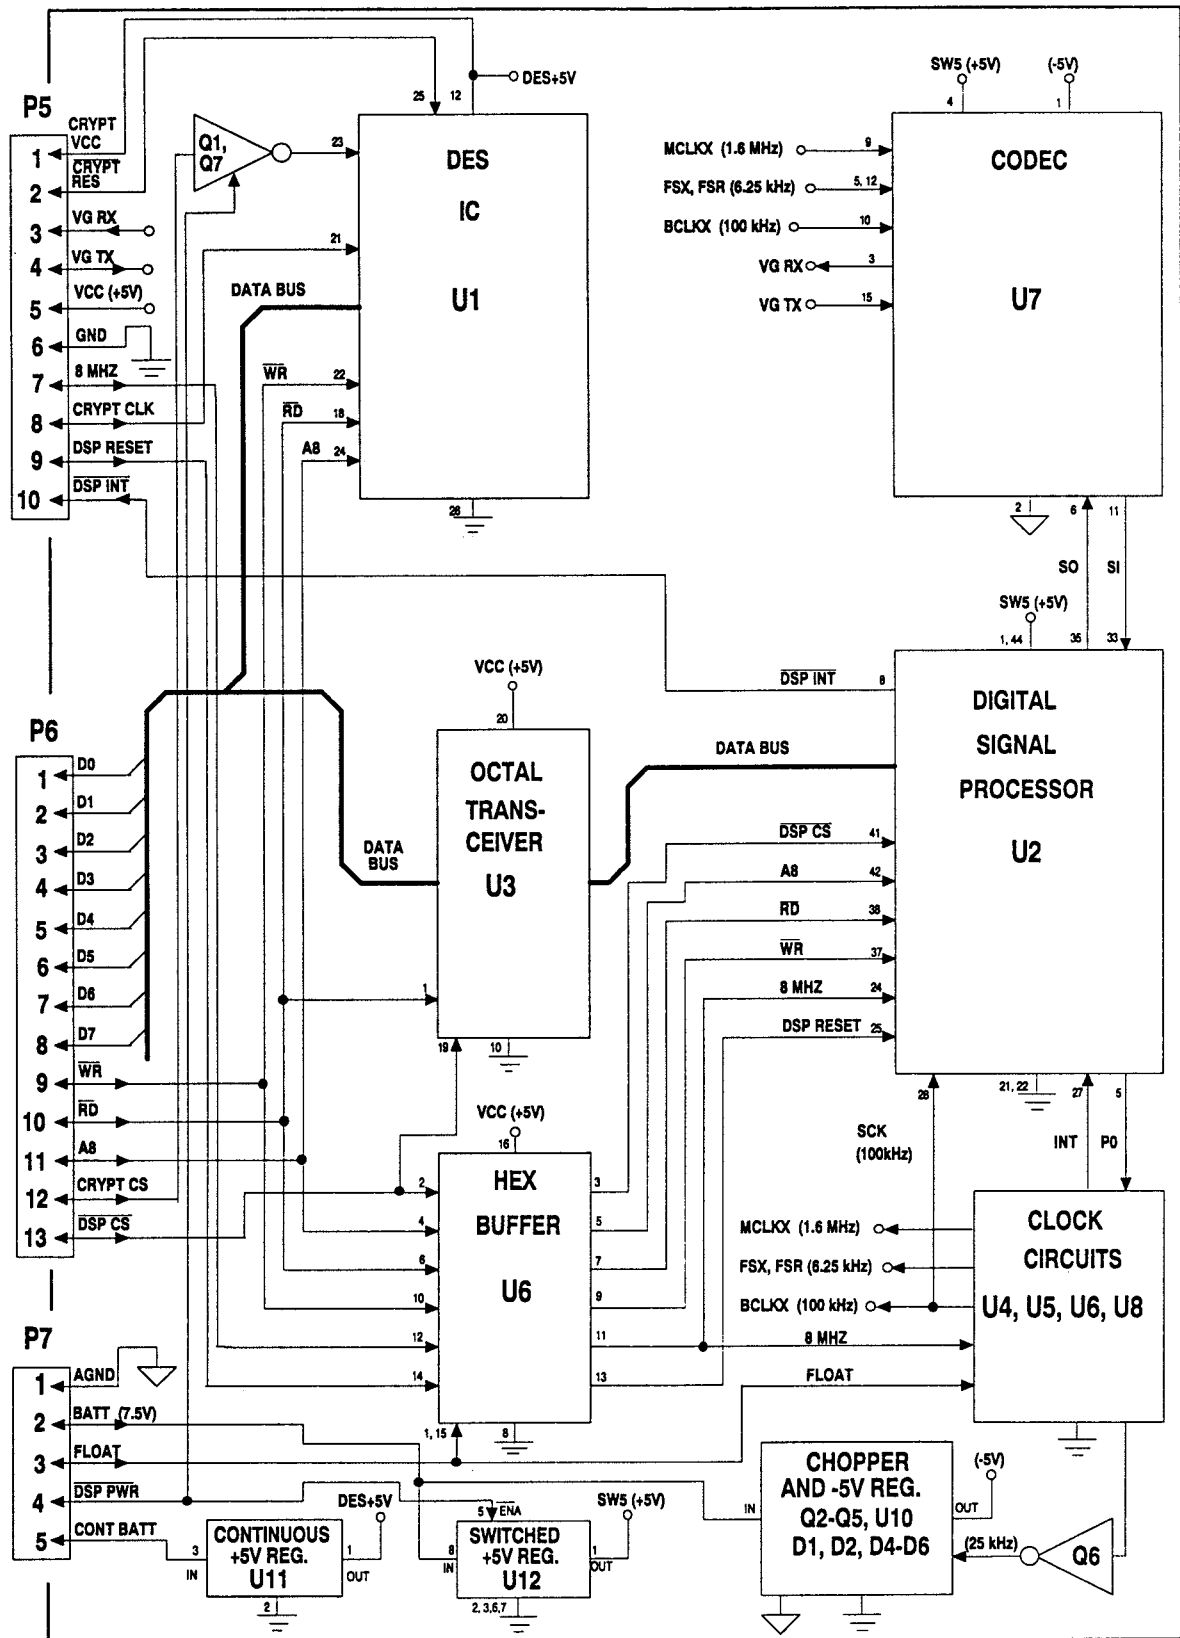 P5
1 CRYPT VCC
2 CRYPT RES
3 VG RX
4 VG TX
5 VCC (+5V)
6 GND
7 8 MHZ
8 CRYPT CLK
9 DSP RESET
10 DSP INT
Q1,
Q7
DES+5V
25 12
23
21
22
18
24
26
DES
IC
U1
DATA BUS
WR
RD
A8
SW5 (+5V) (-5V)
4 1
CODEC
U7
MCLKX (1.6 MHz) 9
FSX, FSR (6.25 kHz) 5, 12
BCLKX (100 kHz) 10
VG RX 3
VG TX 15
2 6 11
SO SI
SW5 (+5V)
1, 44 35 33
DIGITAL
SIGNAL
PROCESSOR
U2
DSP INT 8
DATA BUS
DSP CS 41
A8 42
RD 38
WR 37
8 MHZ 24
DSP RESET 25
28 21, 22 27 5
SCK
(100kHz)
INT P0
VCC (+5V)
20
OCTAL
TRANS-
CEIVER
U3
DATA
BUS
1
19 10
P6
1 D0
2 D1
3 D2
4 D3
5 D4
6 D5
7 D6
8 D7
9 WR
10 RD
11 A8
12 CRYPT CS
13 DSP CS
VCC (+5V)
16
HEX
BUFFER
U6
2 3
4 5
6 7
10 9
12 11
14 13
1, 15 8
CLOCK
CIRCUITS
U4, U5, U6, U8
MCLKX (1.6 MHz)
FSX, FSR (6.25 kHz)
BCLKX (100 kHz)
8 MHZ
FLOAT
P7
1 AGND
2 BATT (7.5V)
3 FLOAT
4 DSP PWR
5 CONT BATT
DES+5V
3 IN
CONTINUOUS
+5V REG.
U11
1 OUT
2
5 ENA
SW5 (+5V)
8 IN
SWITCHED
+5V REG.
U12
1 OUT
2, 3,6,7
IN
CHOPPER
AND -5V REG.
Q2-Q5, U10
D1, D2, D4-D6
OUT
(-5V)
(25 kHz)
Q6